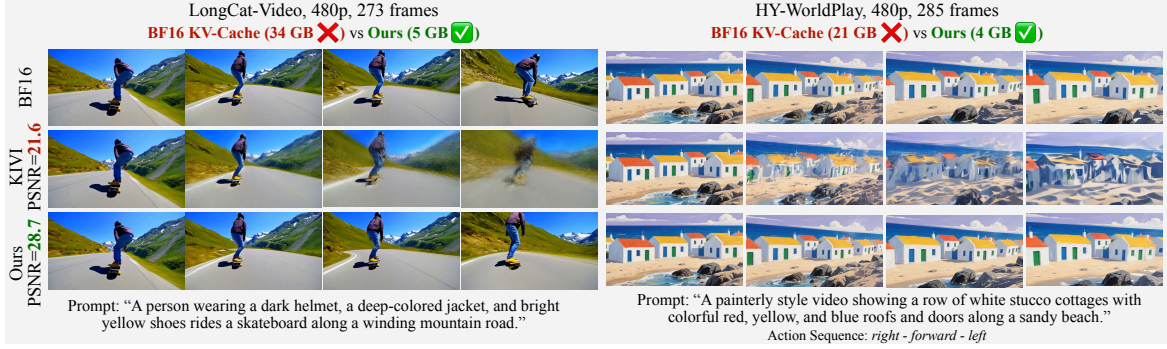 LongCat-Video, 480p, 273 frames
BF16 KV-Cache (34 GB ❌) vs Ours (5 GB ✅)
BF16
KIVI
PSNR=21.6
Ours
PSNR=28.7
Prompt: “A person wearing a dark helmet, a deep-colored jacket, and bright
yellow shoes rides a skateboard along a winding mountain road.”
HY-WorldPlay, 480p, 285 frames
BF16 KV-Cache (21 GB ❌) vs Ours (4 GB ✅)
Prompt: “A painterly style video showing a row of white stucco cottages with
colorful red, yellow, and blue roofs and doors along a sandy beach.”
Action Sequence: right - forward - left